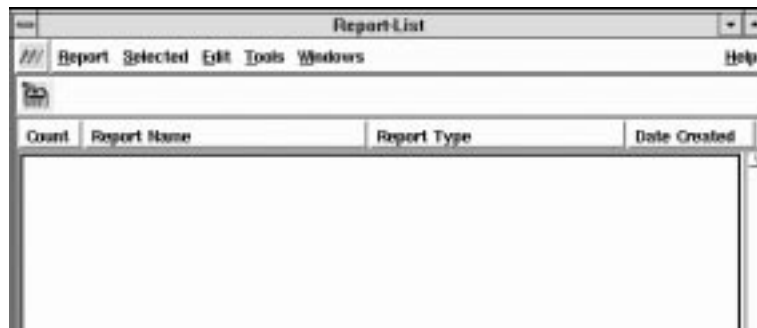 Report-List
/// Report Selected Edit Tools Windows Help
Count Report Name Report Type Date Created